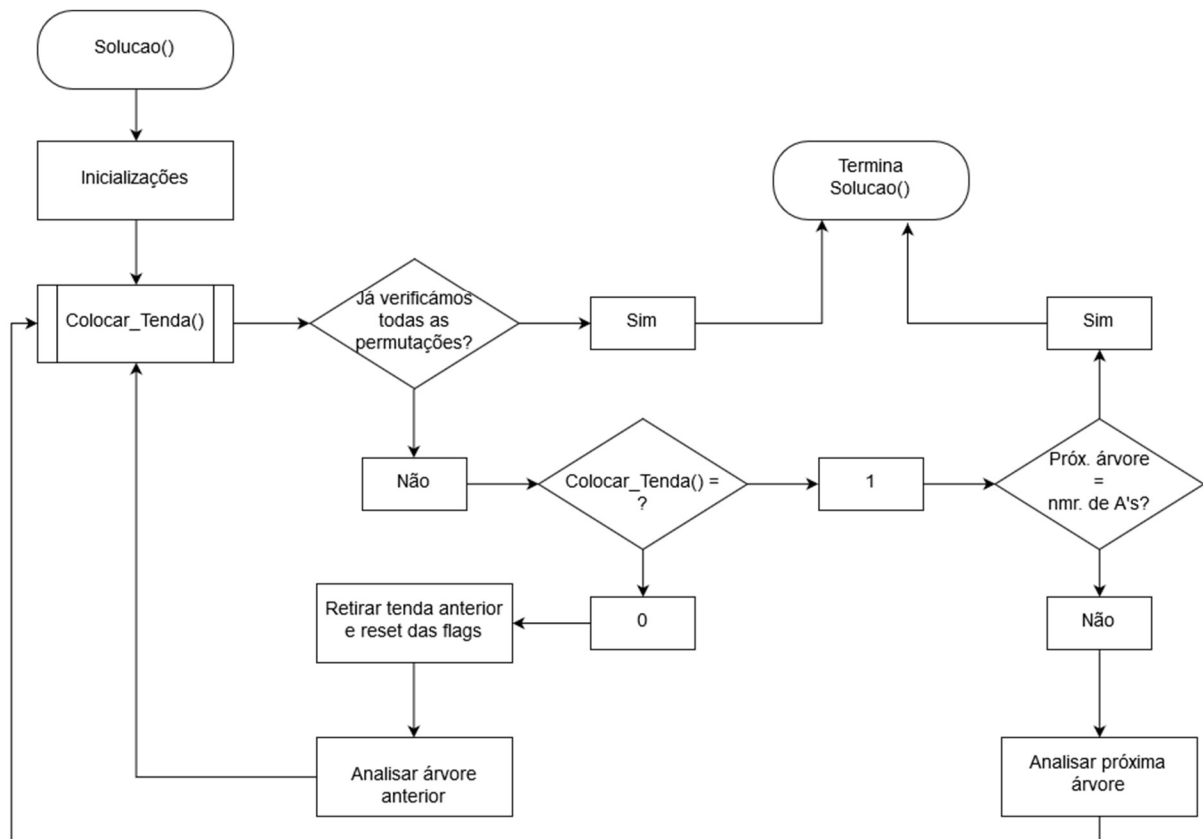 Solucao()
Inicializações
Colocar_Tenda()
Já verificámos
todas as
permutações?
Sim
Termina
Solucao()
Sim
Não
Colocar_Tenda() =
?
1
Próx. árvore
=
nmr. de A's?
Retirar tenda anterior
e reset das flags
0
Não
Analisar árvore
anterior
Analisar próxima
árvore